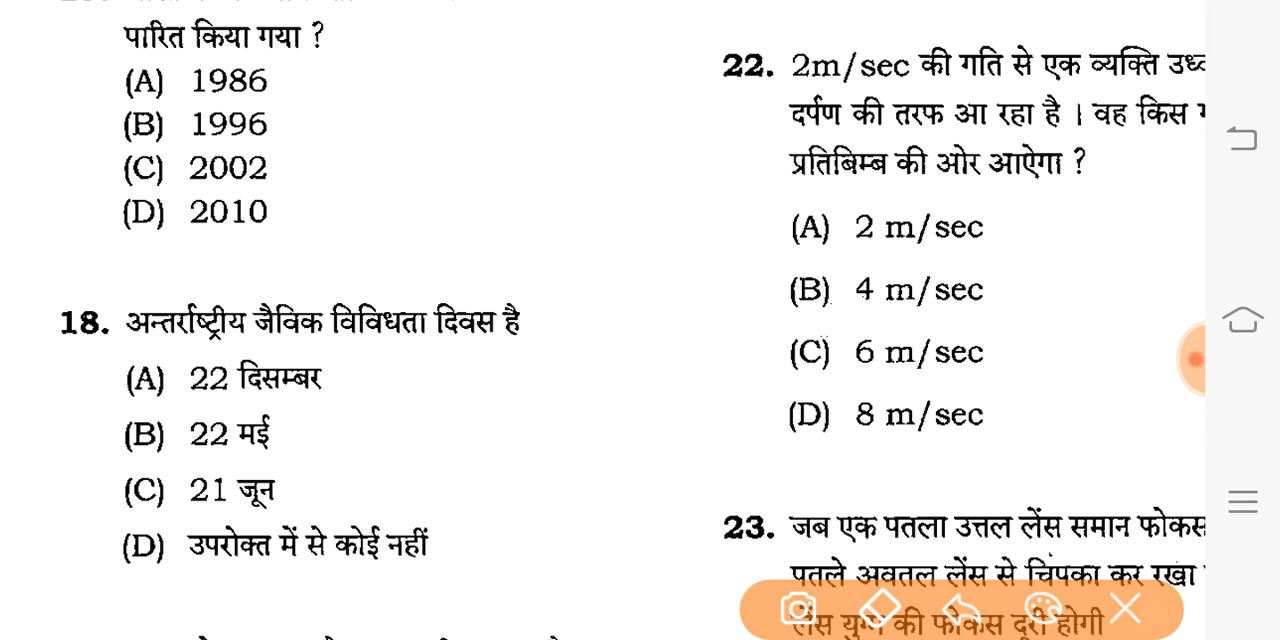 पारित किया गया ?
(A) 1986
(B) 1996
(C) 2002
(D) 2010
18. अन्तर्राष्ट्रीय जैविक विविधता दिवस है
(A) 22 दिसम्बर
(B) 22 मई
(C) 21 जून
(D) उपरोक्त में से कोई नहीं
22. 2m/sec की गति से एक व्यक्ति
दर्पण की तरफ आ रहा है । वह किस
प्रतिबिम्ब की ओर आऐगा ?
(A) 2 m/sec
(B) 4 m/sec
(C) 6 m/sec
(D) 8 m/sec
23. जब एक पतला उत्तल लेंस समान फोकस
पतले अवतल लेंस से चिपका कर रखा
लेंस युग्म की फोकस दूरी होगी